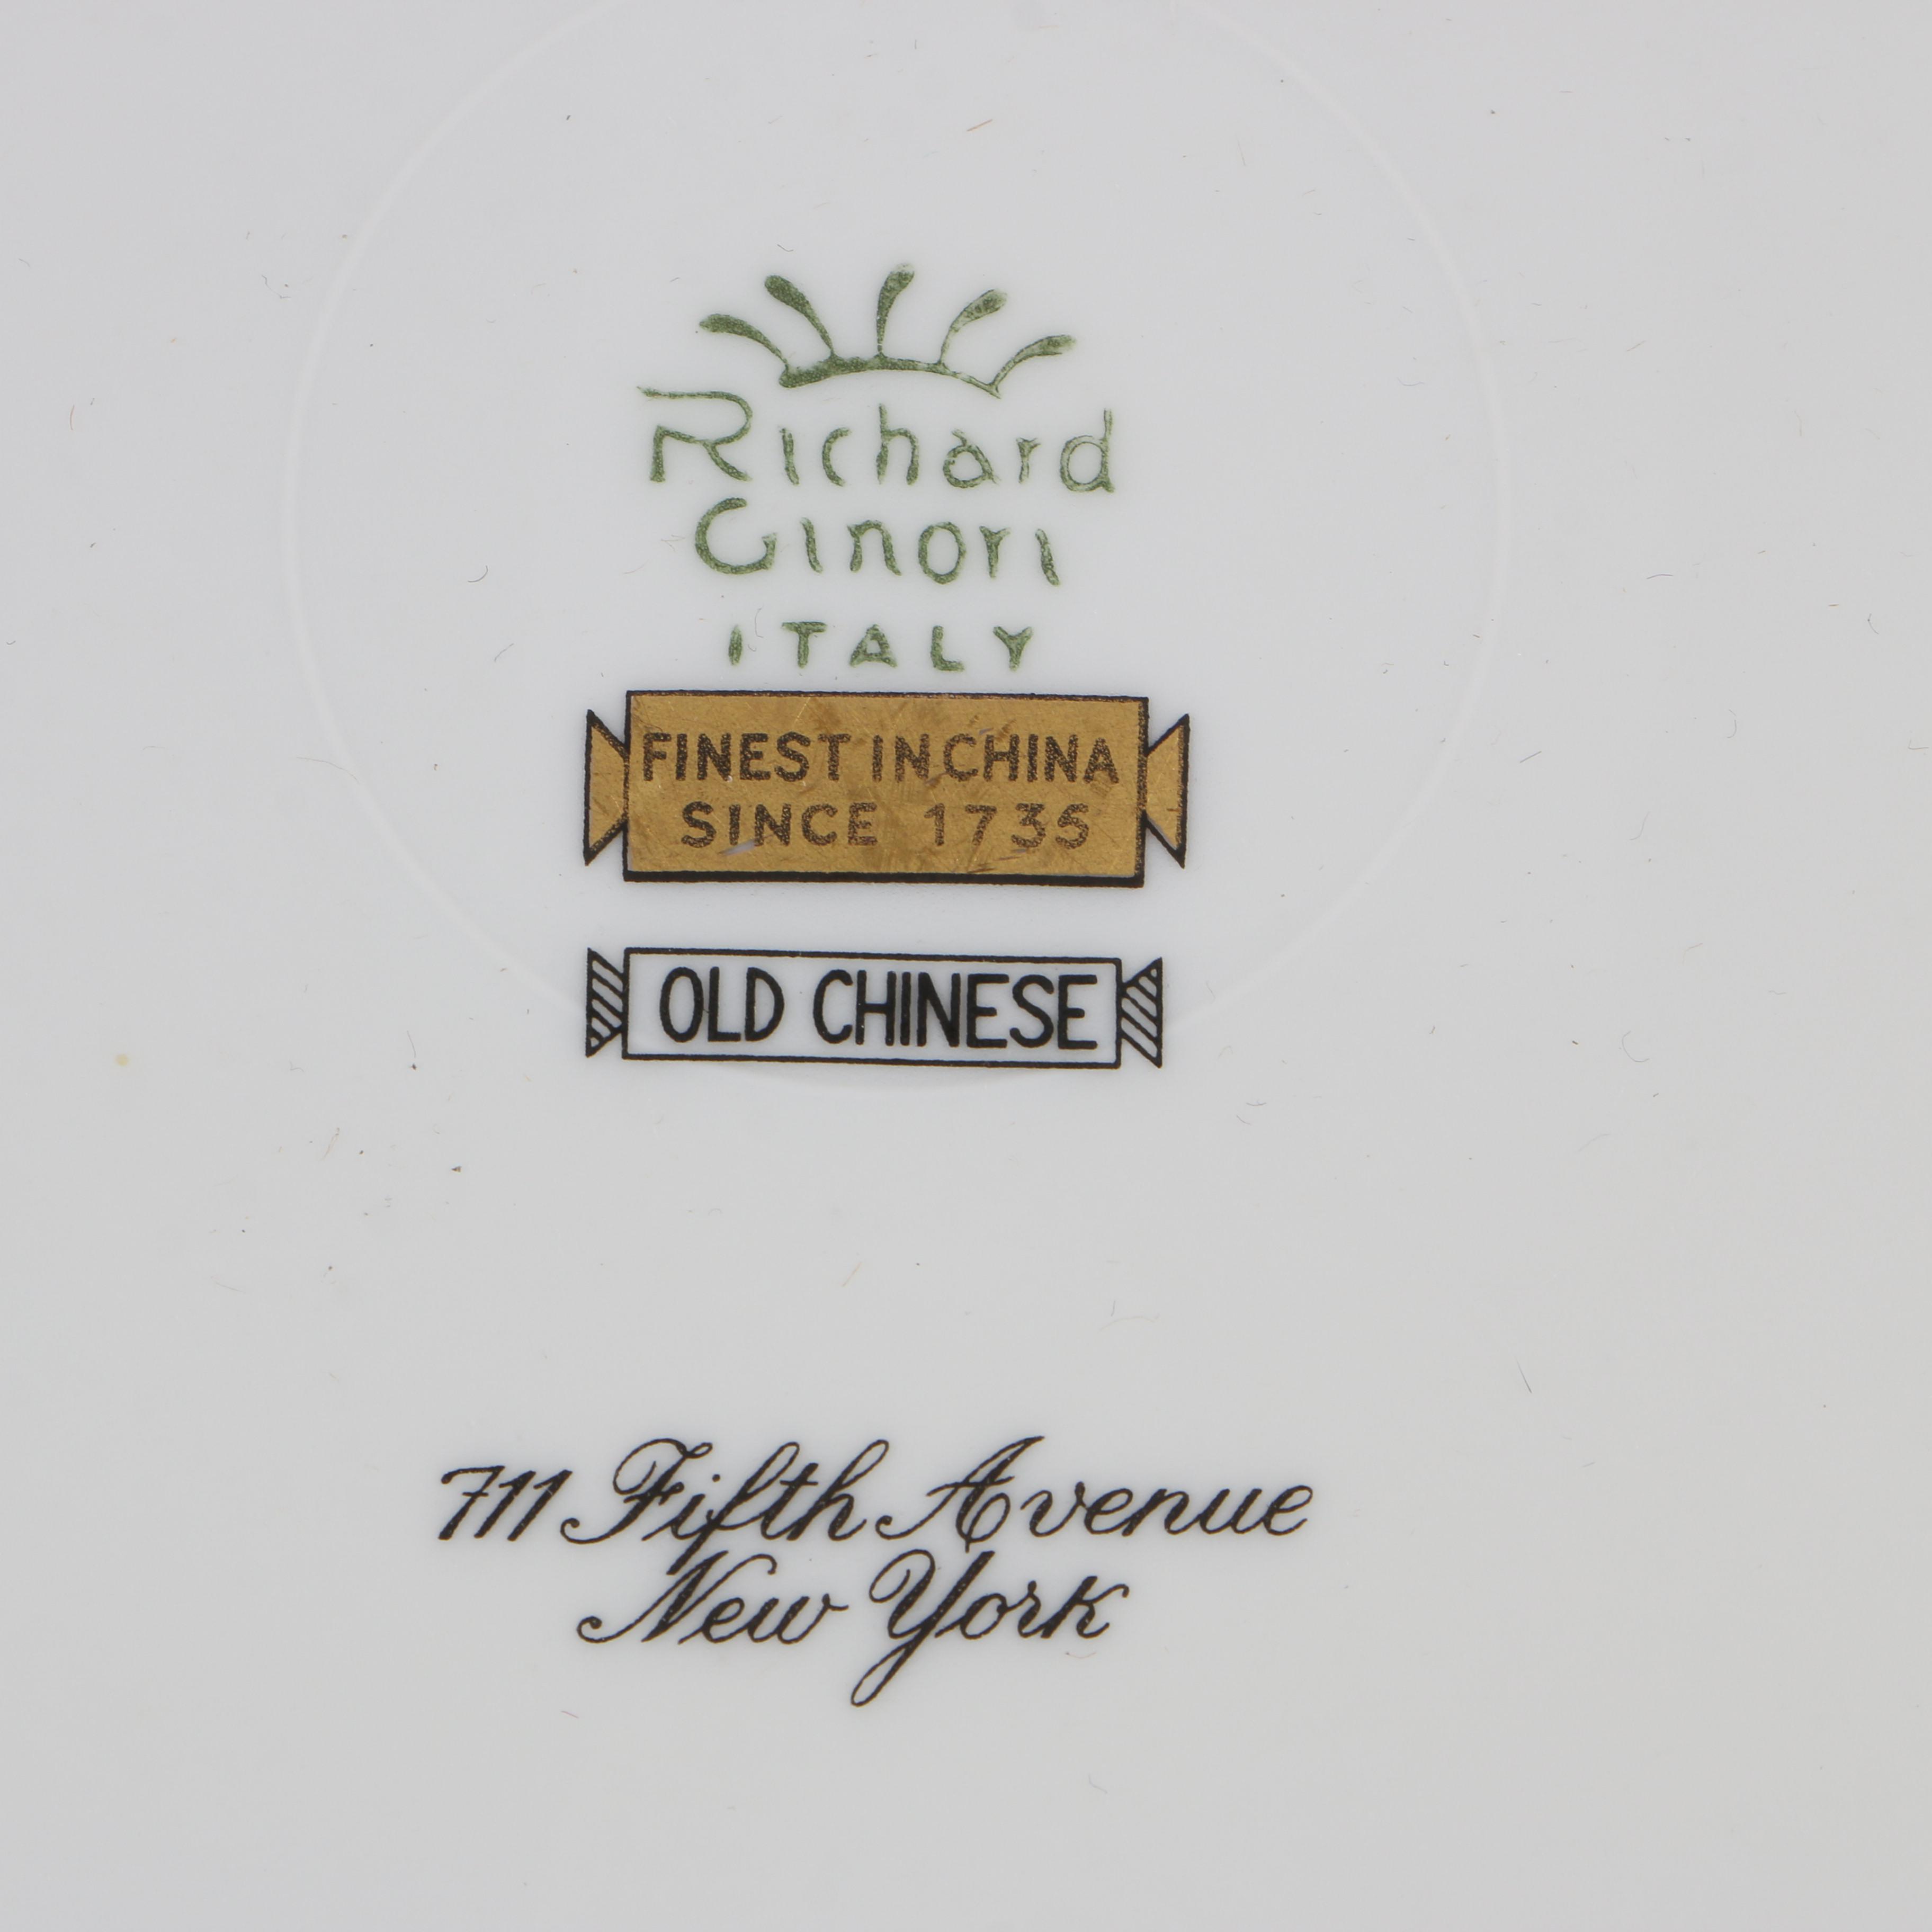 Richard
Ginori
ITALY
FINEST IN CHINA
SINCE 1735
OLD CHINESE
711 Fifth Avenue
New York